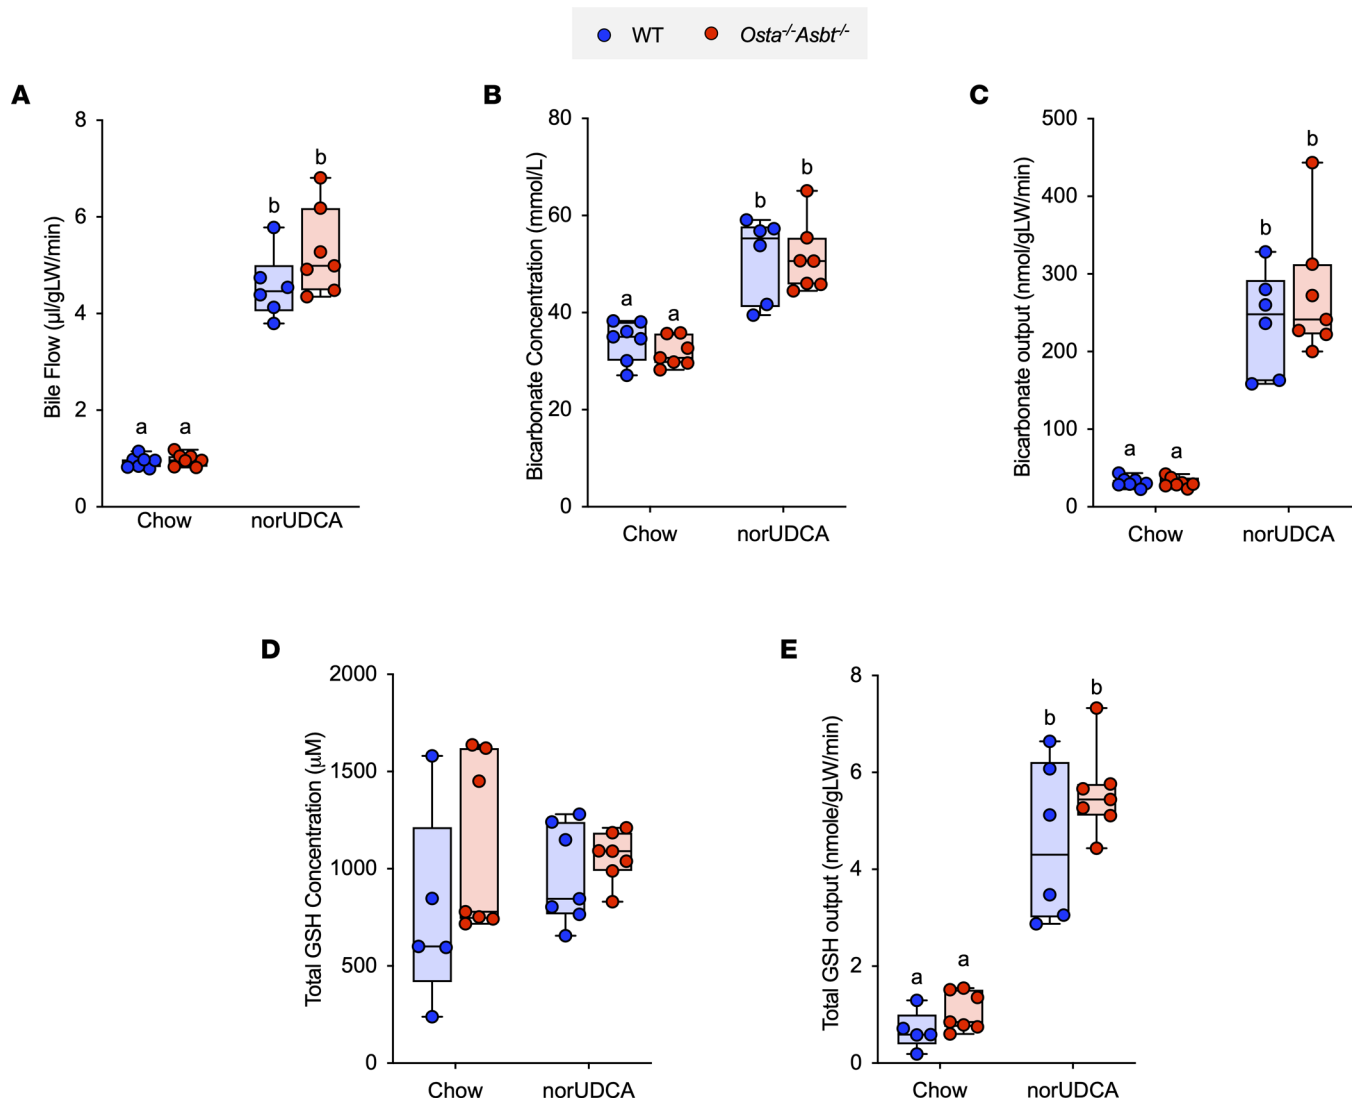 WT Osta-/-Asbt-/-
A
Bile Flow (µl/gLW/min)
8
6
4
2
0
a a b b
Chow norUDCA
B
Bicarbonate Concentration (mmol/L)
80
60
40
20
0
a a b b
Chow norUDCA
C
Bicarbonate output (nmol/gLW/min)
500
400
300
200
100
0
a a b b
Chow norUDCA
D
Total GSH Concentration (µM)
2000
1500
1000
500
0
Chow norUDCA
E
Total GSH output (nmole/gLW/min)
8
6
4
2
0
a a b b
Chow norUDCA